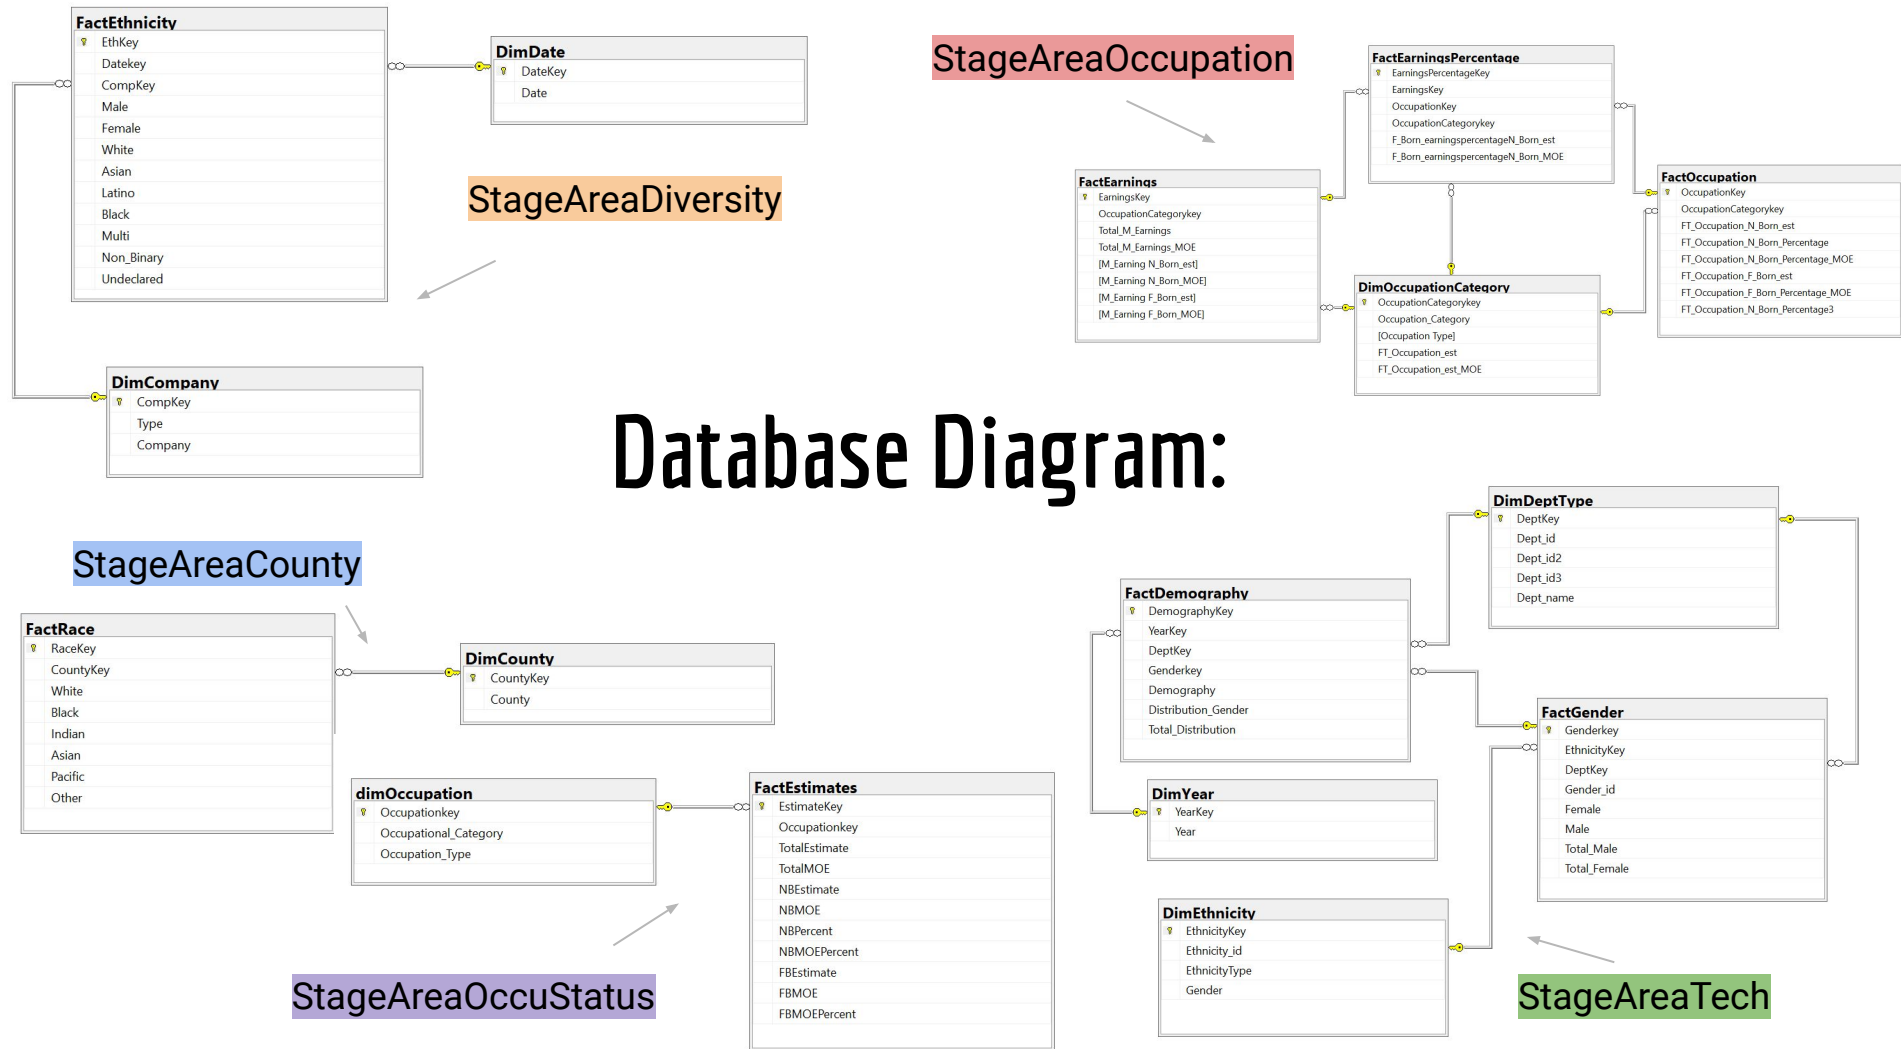 FactEthnicity
EthKey
Datekey
CompKey
Male
Female
White
Asian
Latino
Black
Multi
Non_Binary
Undeclared
DimDate
DateKey
Date
StageAreaDiversity
DimCompany
CompKey
Type
Company
StageAreaOccupation
FactEarningsPercentage
EarningsPercentageKey
EarningsKey
OccupationKey
OccupationCategorykey
F_Born_earningspercentageN_Born_est
F_Born_earningspercentageN_Born_MOE
FactEarnings
EarningsKey
OccupationCategorykey
Total_M_Earnings
Total_M_Earnings_MOE
[M_Earning N_Born_est]
[M_Earning N_Born_MOE]
[M_Earning F_Born_est]
[M_Earning F_Born_MOE]
FactOccupation
OccupationKey
OccupationCategorykey
FT_Occupation_N_Born_est
FT_Occupation_N_Born_Percentage
FT_Occupation_N_Born_Percentage_MOE
FT_Occupation_F_Born_est
FT_Occupation_F_Born_Percentage_MOE
FT_Occupation_N_Born_Percentage3
DimOccupationCategory
OccupationCategorykey
Occupation_Category
[Occupation Type]
FT_Occupation_est
FT_Occupation_est_MOE
Database Diagram:
StageAreaCounty
FactRace
RaceKey
CountyKey
White
Black
Indian
Asian
Pacific
Other
DimCounty
CountyKey
County
dimOccupation
Occupationkey
Occupational_Category
Occupation_Type
FactEstimates
EstimateKey
Occupationkey
TotalEstimate
TotalMOE
NBEstimate
NBMOE
NBPercent
NBMOEPercent
FBEstimate
FBMOE
FBMOEPercent
StageAreaOccuStatus
DimDeptType
DeptKey
Dept_id
Dept_id2
Dept_id3
Dept_name
FactDemography
DemographyKey
YearKey
DeptKey
Genderkey
Demography
Distribution_Gender
Total_Distribution
FactGender
Genderkey
EthnicityKey
DeptKey
Gender_id
Female
Male
Total_Male
Total_Female
DimYear
YearKey
Year
DimEthnicity
EthnicityKey
Ethnicity_id
EthnicityType
Gender
StageAreaTech